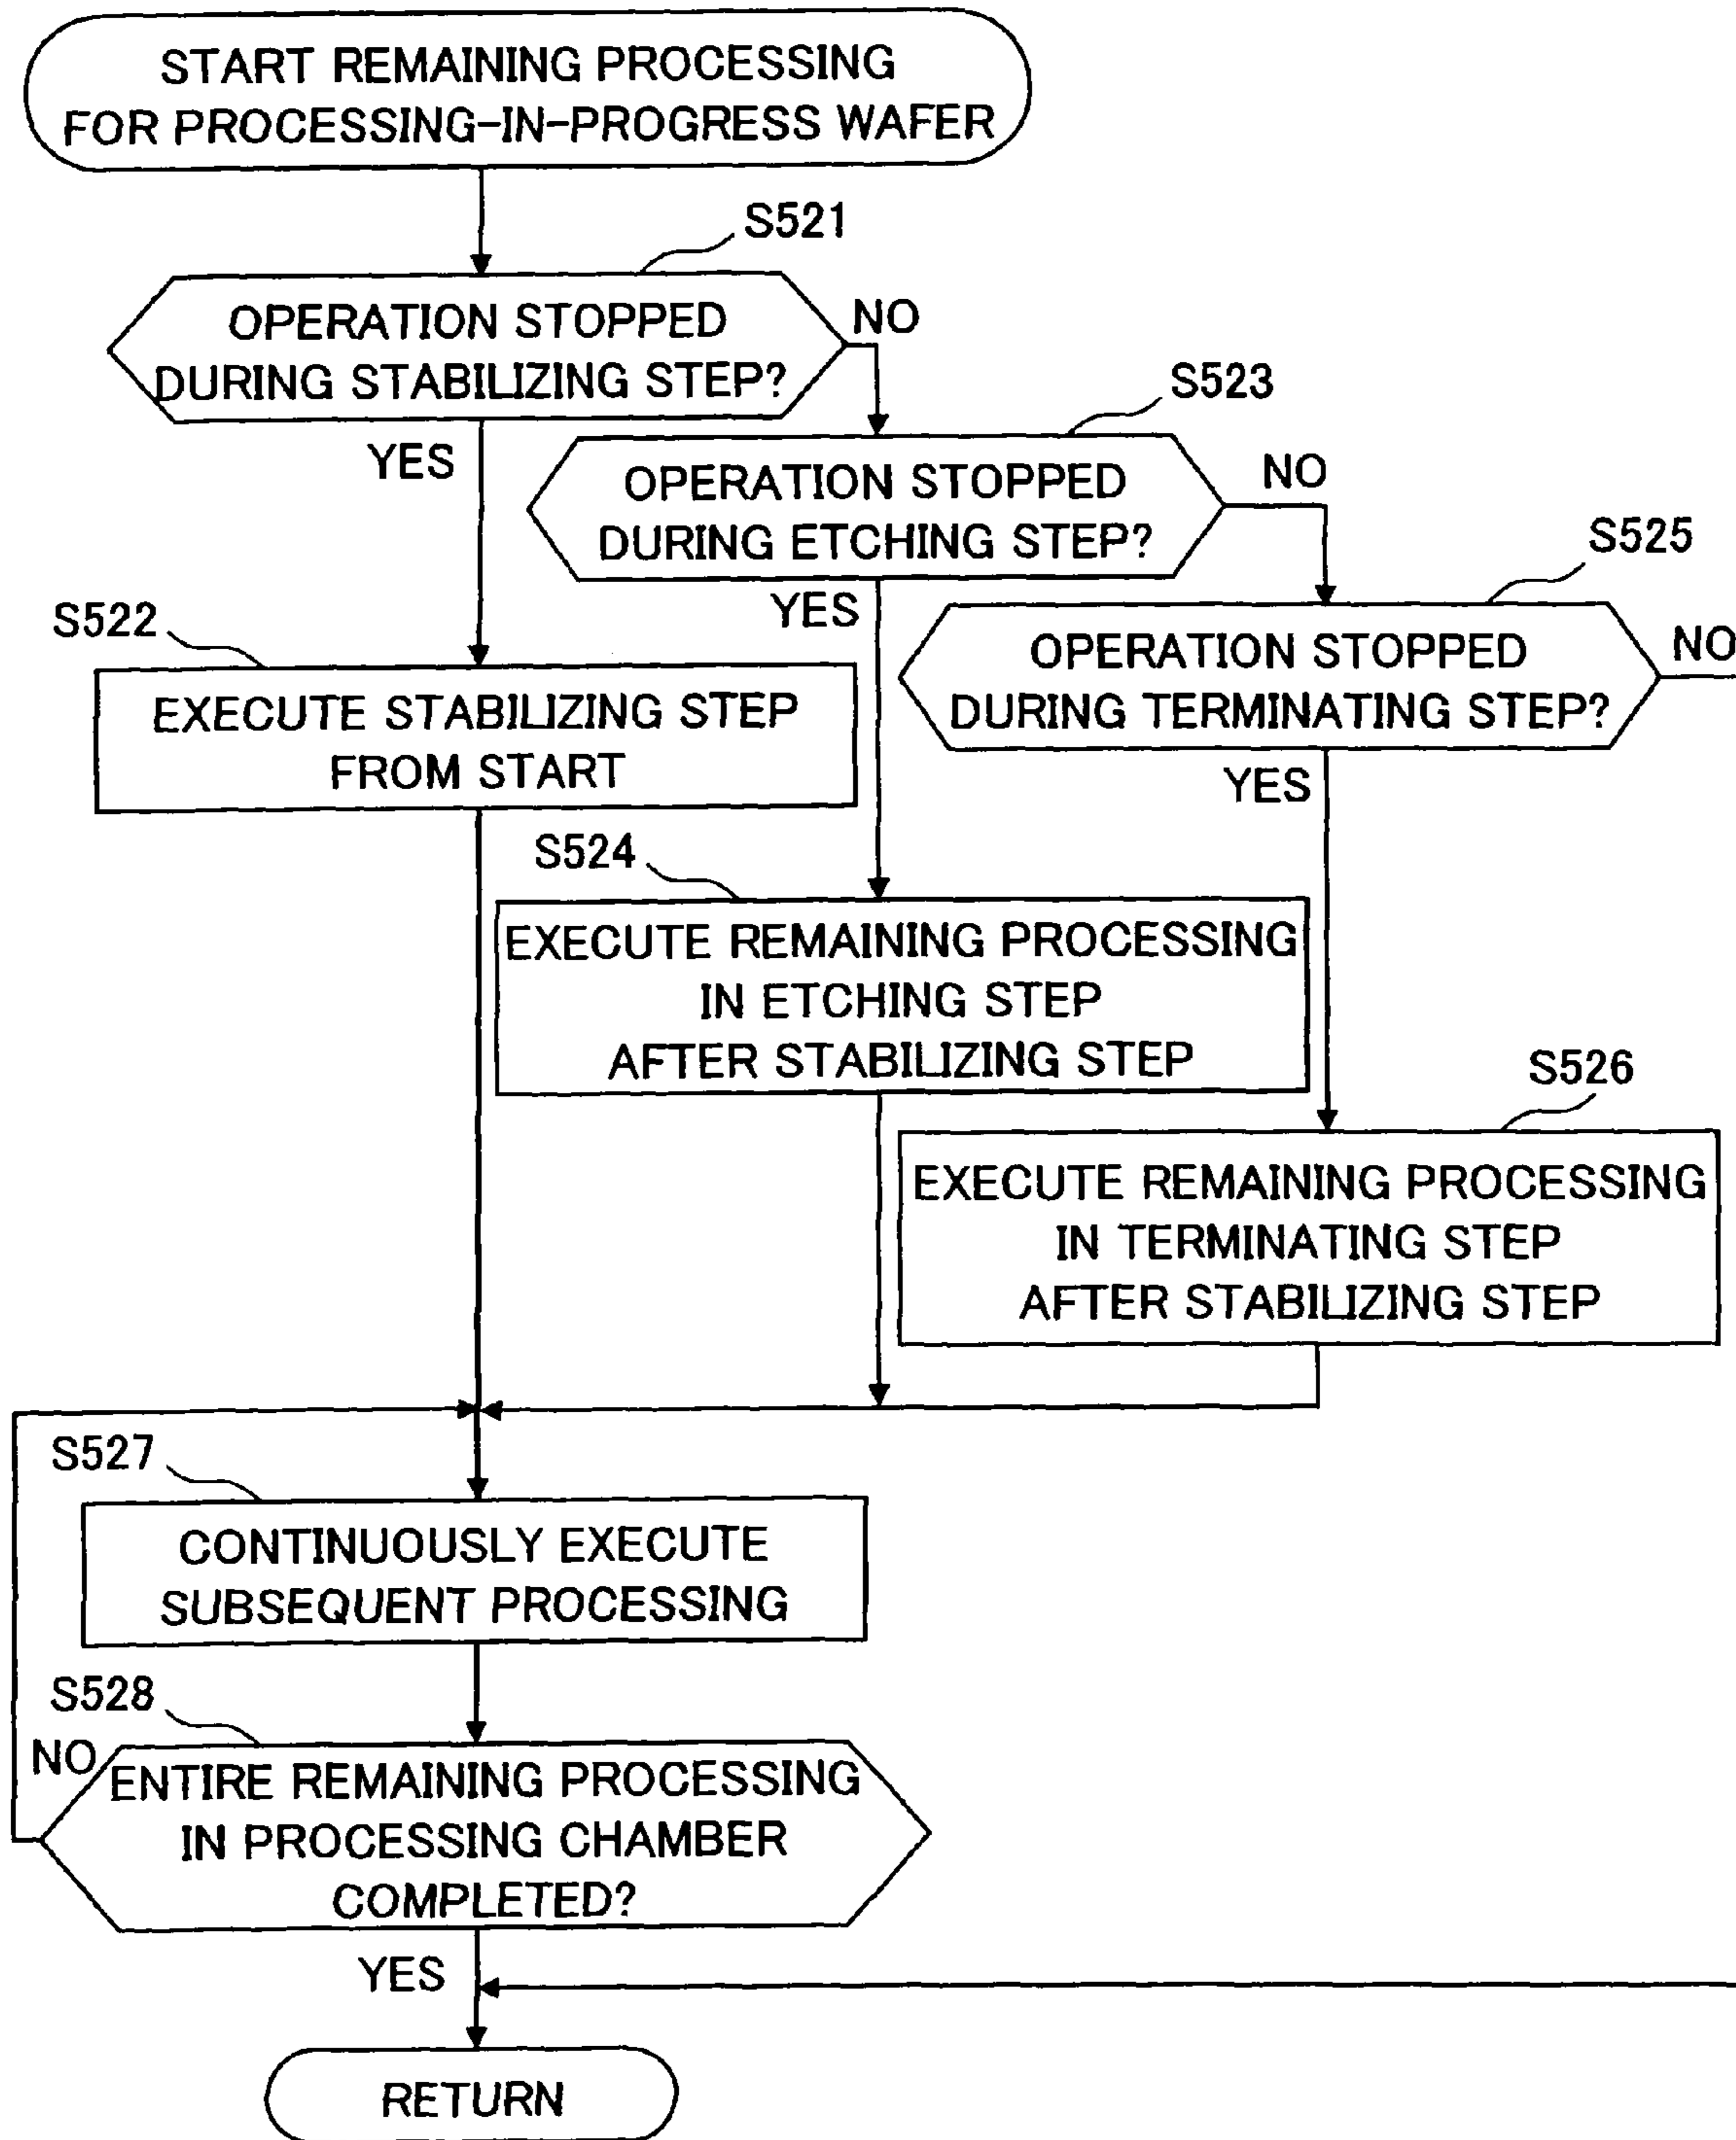 START REMAINING PROCESSING
FOR PROCESSING-IN-PROGRESS WAFER
S521
OPERATION STOPPED
DURING STABILIZING STEP?
NO
YES
S523
OPERATION STOPPED
DURING ETCHING STEP?
NO
YES
S525
OPERATION STOPPED
DURING TERMINATING STEP?
NO
YES
S522
EXECUTE STABILIZING STEP
FROM START
S524
EXECUTE REMAINING PROCESSING
IN ETCHING STEP
AFTER STABILIZING STEP
S526
EXECUTE REMAINING PROCESSING
IN TERMINATING STEP
AFTER STABILIZING STEP
S527
CONTINUOUSLY EXECUTE
SUBSEQUENT PROCESSING
S528
NO
ENTIRE REMAINING PROCESSING
IN PROCESSING CHAMBER
COMPLETED?
YES
RETURN